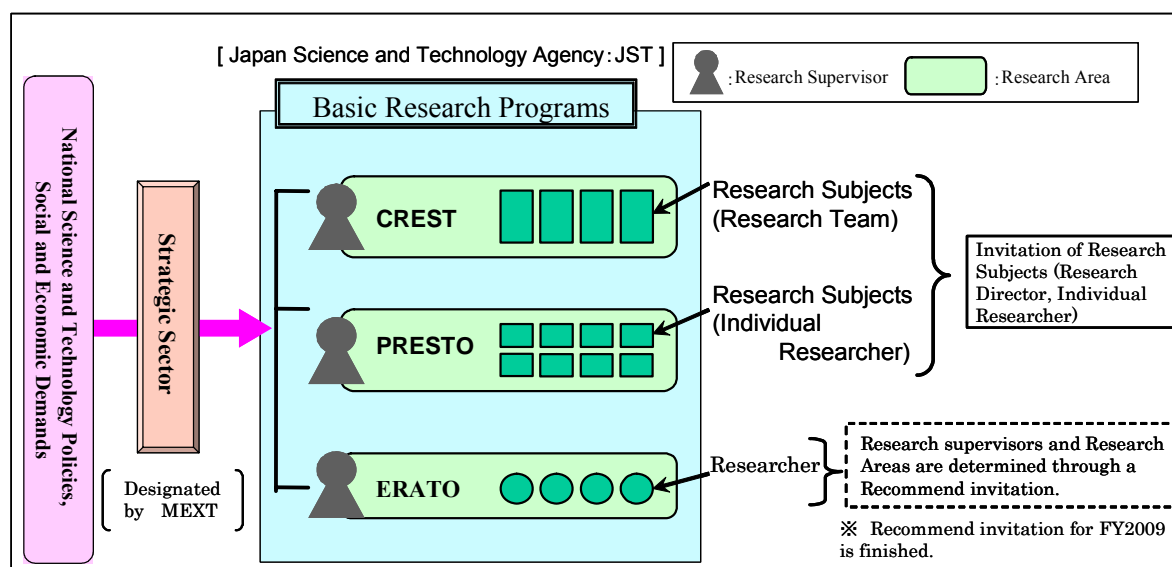 [ Japan Science and Technology Agency:JST ]
:Research Supervisor
:Research Area
Basic Research Programs
National Science and Technology Policies,
Social and Economic Demands
Strategic Sector
Designated
by MEXT
CREST
Research Subjects
(Research Team)
PRESTO
Research Subjects
(Individual
Researcher)
Invitation of Research
Subjects (Research
Director, Individual
Researcher)
ERATO
Researcher
Research supervisors and Research
Areas are determined through a
Recommend invitation.
※ Recommend invitation for FY2009
is finished.